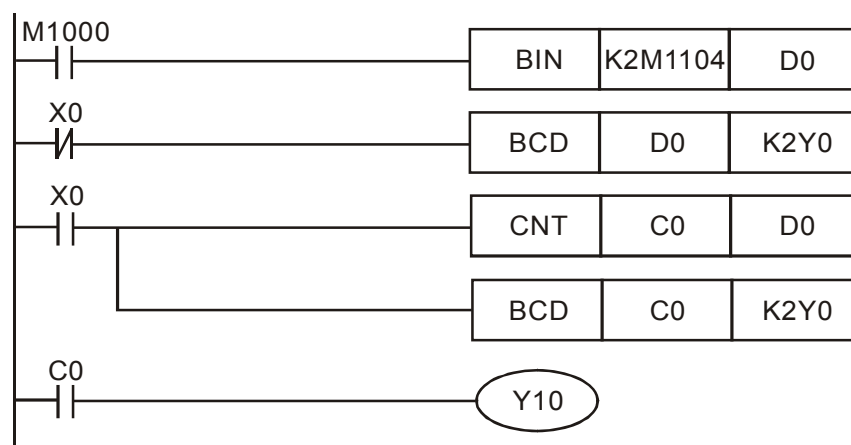 M1000
BIN K2M1104 D0
X0
BCD D0 K2Y0
X0
CNT C0 D0
BCD C0 K2Y0
C0
Y10